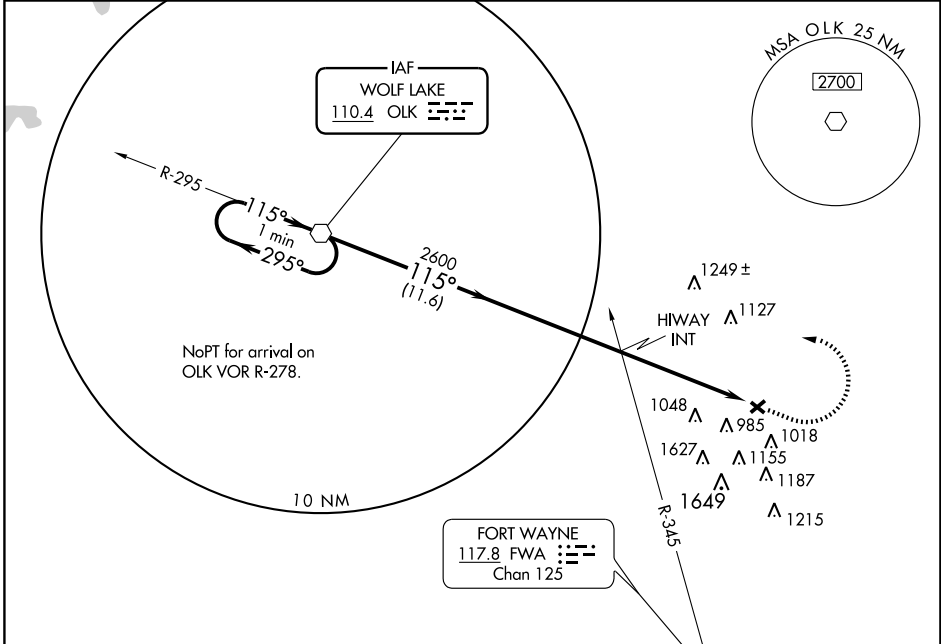 MSA OLK 25 NM
2700
IAF
WOLF LAKE
110.4 OLK
R-295
115°
1 min
295°
2600
115°
(11.6)
1249 ±
1127
HIWAY
INT
NoPT for arrival on
OLK VOR R-278.
1048
985
1018
1627
1155
1187
1649
1215
10 NM
R-345
FORT WAYNE
117.8 FWA
Chan 125